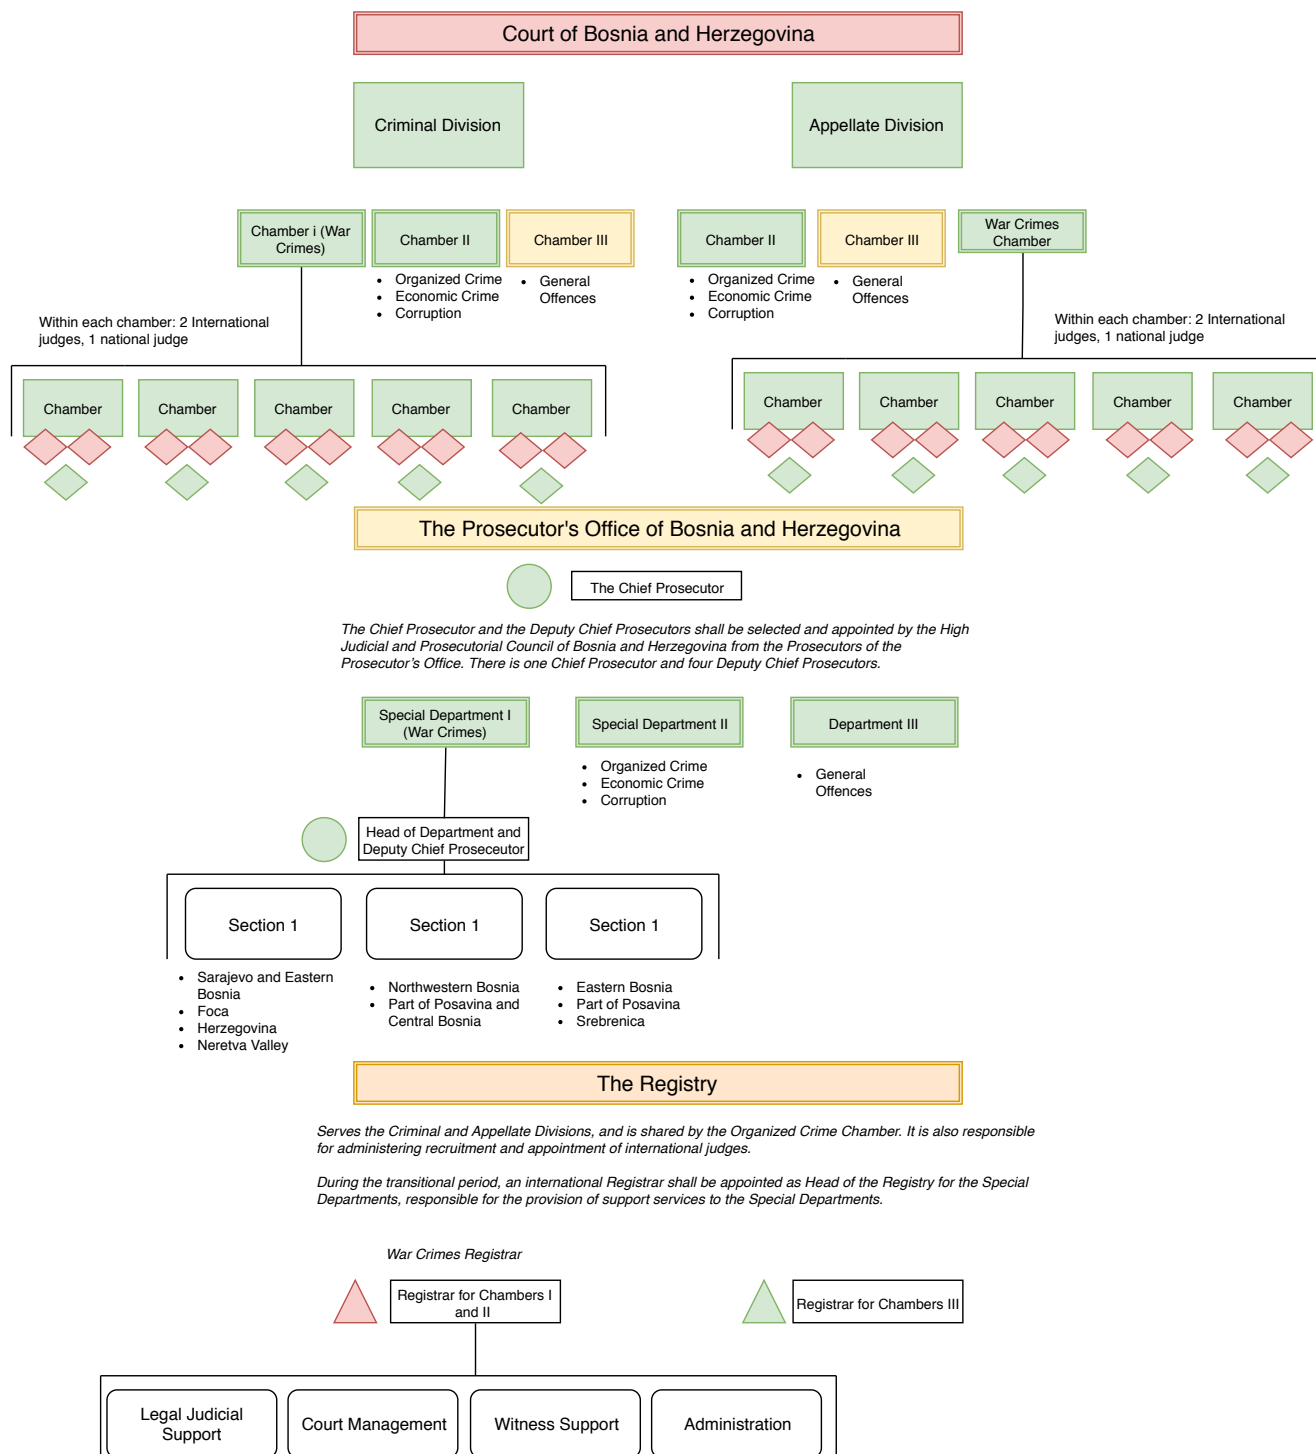 Court of Bosnia and Herzegovina
Criminal Division
Appellate Division
Chamber i (War
Crimes)
Chamber II
Chamber III
• Organized Crime
• Economic Crime
• Corruption
• General
Offences
Chamber II
Chamber III
War Crimes
Chamber
• Organized Crime
• Economic Crime
• Corruption
• General
Offences
Within each chamber: 2 International
judges, 1 national judge
Within each chamber: 2 International
judges, 1 national judge
Chamber
Chamber
Chamber
Chamber
Chamber
Chamber
Chamber
Chamber
Chamber
Chamber
The Prosecutor's Office of Bosnia and Herzegovina
The Chief Prosecutor
The Chief Prosecutor and the Deputy Chief Prosecutors shall be selected and appointed by the High
Judicial and Prosecutorial Council of Bosnia and Herzegovina from the Prosecutors of the
Prosecutor's Office. There is one Chief Prosecutor and four Deputy Chief Prosecutors.
Special Department I
(War Crimes)
Special Department II
Department III
• Organized Crime
• Economic Crime
• Corruption
• General
Offences
Head of Department and
Deputy Chief Proseceutor
Section 1
Section 1
Section 1
• Sarajevo and Eastern
Bosnia
• Foca
• Herzegovina
• Neretva Valley
• Northwestern Bosnia
• Part of Posavina and
Central Bosnia
• Eastern Bosnia
• Part of Posavina
• Srebrenica
The Registry
Serves the Criminal and Appellate Divisions, and is shared by the Organized Crime Chamber. It is also responsible
for administering recruitment and appointment of international judges.
During the transitional period, an international Registrar shall be appointed as Head of the Registry for the Special
Departments, responsible for the provision of support services to the Special Departments.
War Crimes Registrar
Registrar for Chambers I
and II
Registrar for Chambers III
Legal Judicial
Support
Court Management
Witness Support
Administration